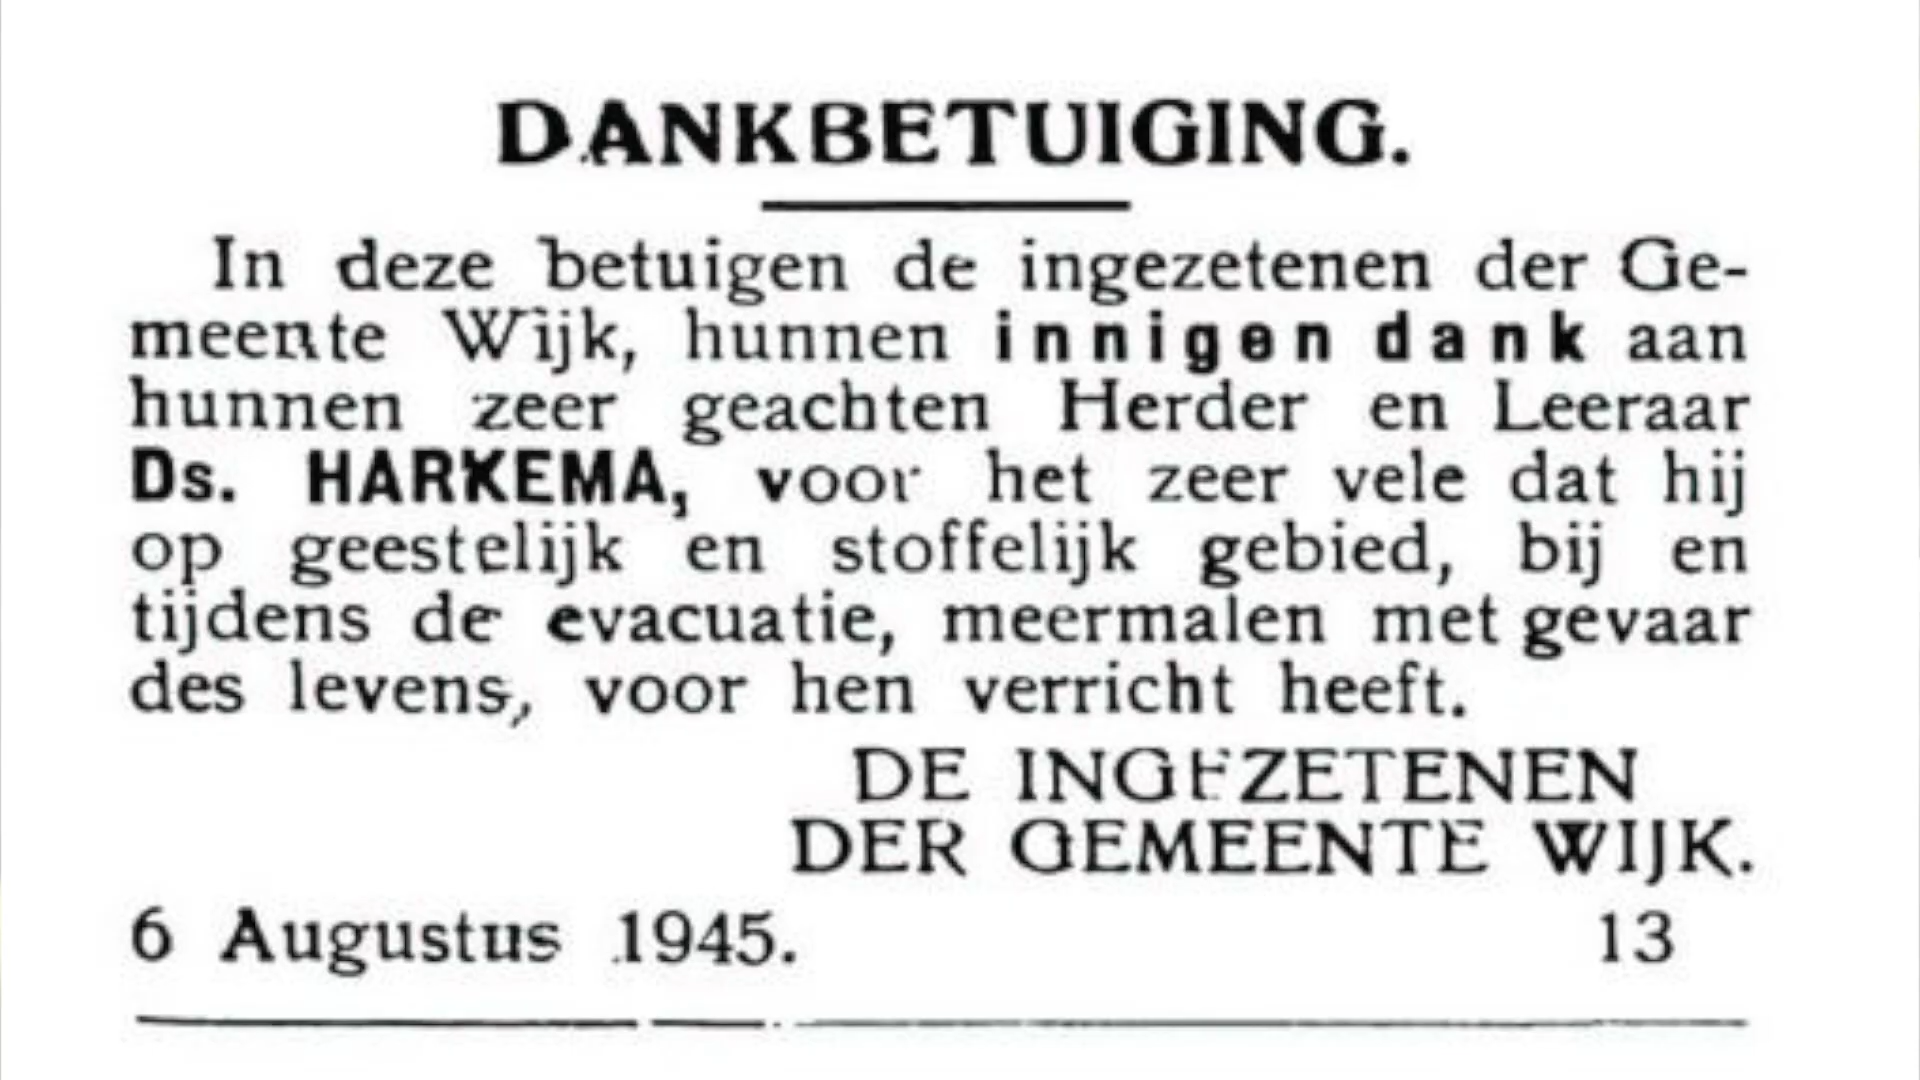 DANKBETUIGING.
In deze betuigen de ingezetenen der Ge-
meente Wijk, hunnen innigen dank aan
hunnen zeer geachten Herder en Leeraar
Ds. HARKEMA, voor het zeer vele dat hij
op geestelijk en stoffelijk gebied, bij en
tijdens de evacuatie, meermalen met gevaar
des levens, voor hen verricht heeft.
DE INGEZETENEN
DER GEMEENTE WIJK.
6 Augustus 1945. 13